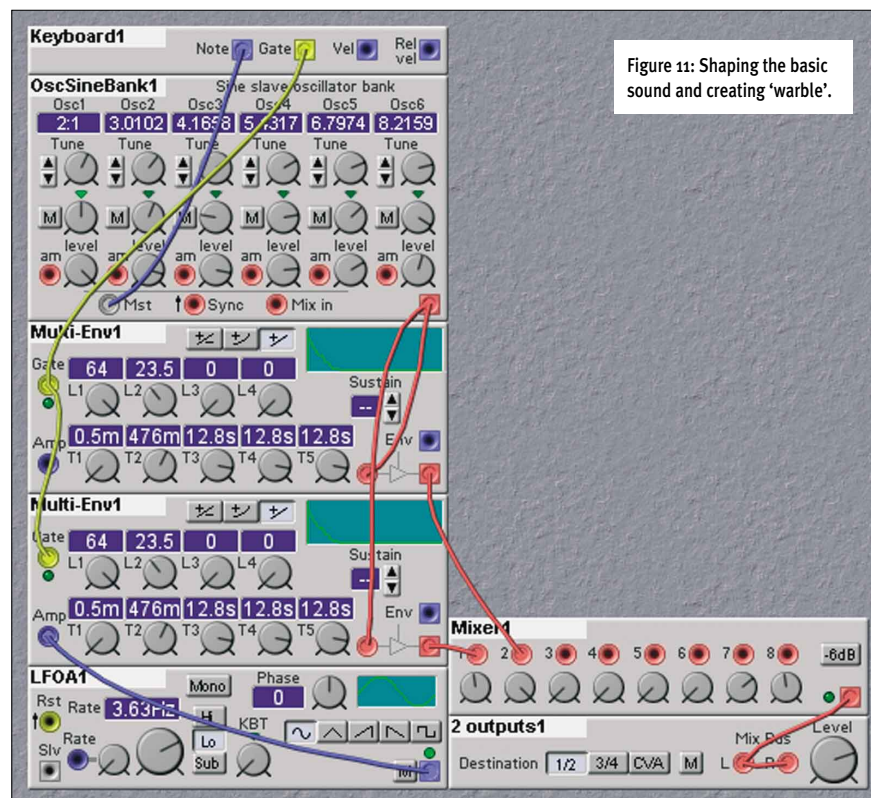 Keyboard1
Note Gate Vel Rel vel
Figure 11: Shaping the basic
sound and creating ‘warble’.
OscSineBank1 Sine slave oscillator bank
Osc1 Osc2 Osc3 Osc4 Osc5 Osc6
2:1 3.0102 4.1658 5.4317 6.7974 8.2159
Tune Tune Tune Tune Tune
M M M M M M
level level level level level level
am am am am am am
Mst Sync Mix in
Multi-Env1
Gate 64 23.5 0 0
L1 L2 L3 L4 Sustain
--
Amp 0.5m 476m 12.8s 12.8s 12.8s Env
T1 T2 T3 T4 T5
Multi-Env1
Gate 64 23.5 0 0
L1 L2 L3 L4 Sustain
--
Amp 0.5m 476m 12.8s 12.8s 12.8s Env
T1 T2 T3 T4 T5
Mixer1
1 2 3 4 5 6 7 8 -6dB
LFOA1 Mono Phase
0
Rst Rate 3.63Hz Hi KBT
Slv Rate Lo
Sub
M
2 outputs1
Destination 1/2 3/4 CVA M L R Level